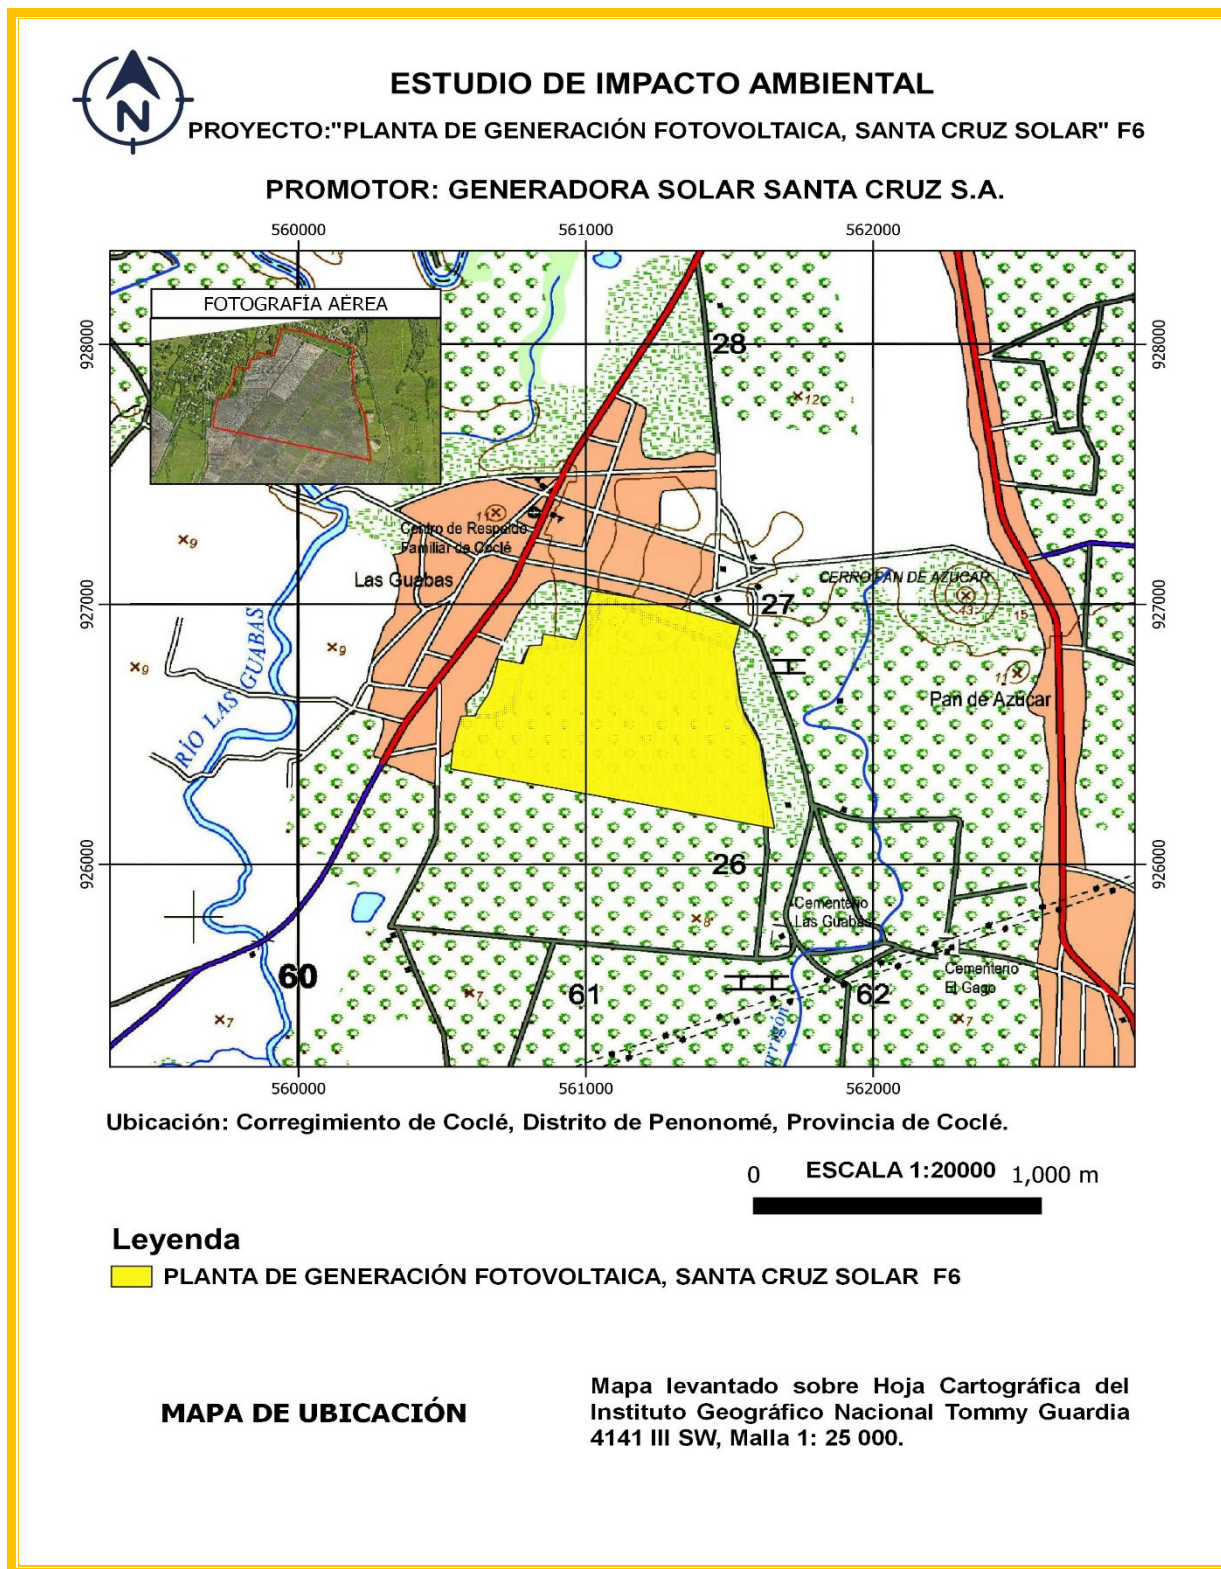 N
ESTUDIO DE IMPACTO AMBIENTAL
PROYECTO:"PLANTA DE GENERACIÓN FOTOVOLTAICA, SANTA CRUZ SOLAR" F6
PROMOTOR: GENERADORA SOLAR SANTA CRUZ S.A.
560000 561000 562000
FOTOGRAFÍA AÉREA
928000 28 928000
12
11
Centro de Respaldo
Familiar de Coclé
9
Las Guabas
CERRO PAN DE AZUCAR
927000 27 43 15 927000
9
9
RÍO LAS GUABAS
11
Pan de Azucar
926000 26 926000
Cementerio
Las Guabas
8
60
61
62
Cementerio
El Gago
7
7
7
560000 561000 562000
Ubicación: Corregimiento de Coclé, Distrito de Penonomé, Provincia de Coclé.
0 ESCALA 1:20000 1,000 m
Leyenda
PLANTA DE GENERACIÓN FOTOVOLTAICA, SANTA CRUZ SOLAR F6
MAPA DE UBICACIÓN
Mapa levantado sobre Hoja Cartográfica del
Instituto Geográfico Nacional Tommy Guardia
4141 III SW, Malla 1: 25 000.